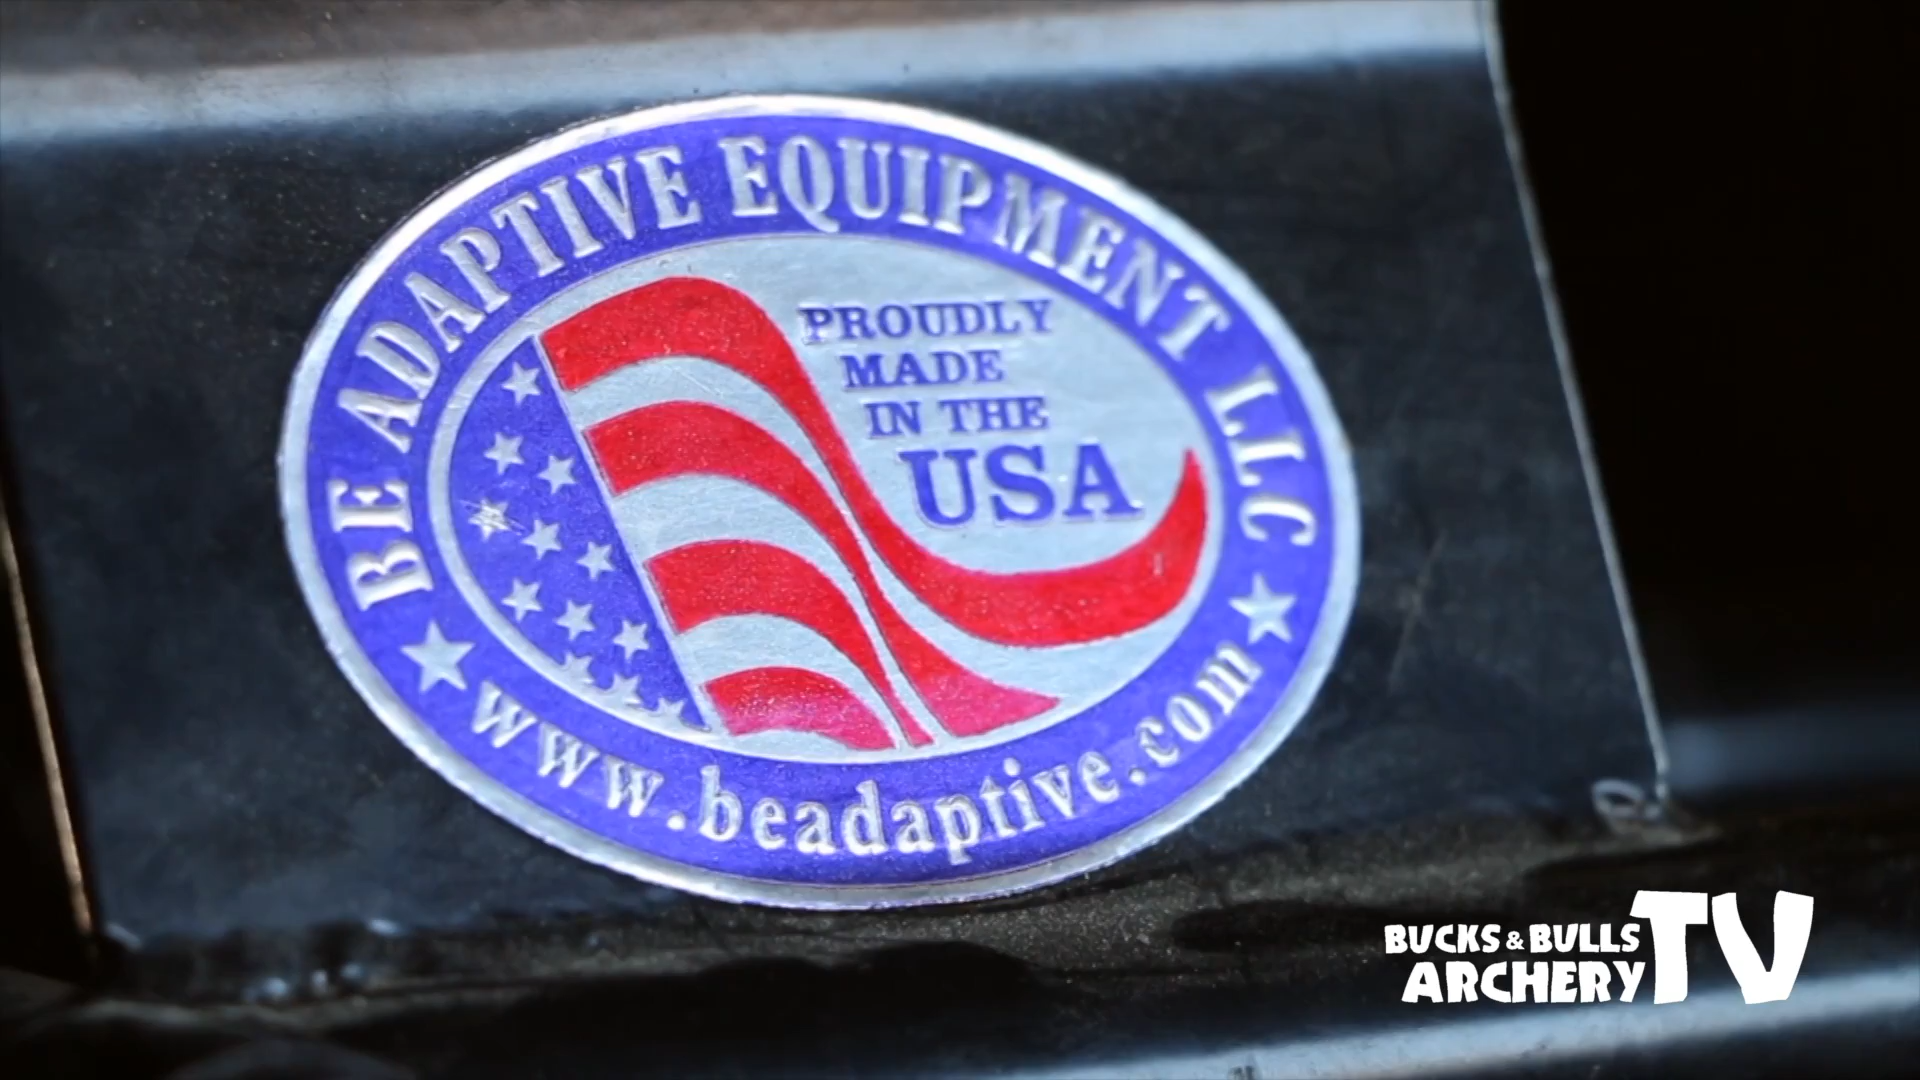 BE ADAPTIVE EQUIPMENT LLC
PROUDLY
MADE
IN THE
USA
www.beadaptive.com
BUCKS & BULLS
ARCHERY
TV